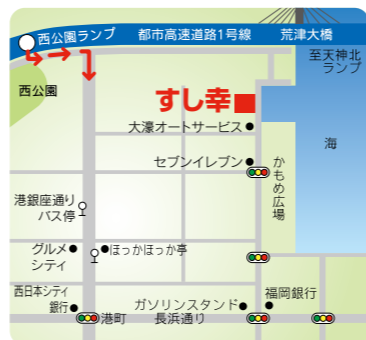 西公園ランプ
都市高速道路1号線
荒津大橋
至天神北
ランプ
西公園
すし幸
大濠オートサービス
海
セブンイレブン
かもめ広場
港銀座通り
バス停
グルメ
シティ
ほっかほっか亭
西日本シティ
銀行
ガソリンスタンド
福岡銀行
港町
長浜通り